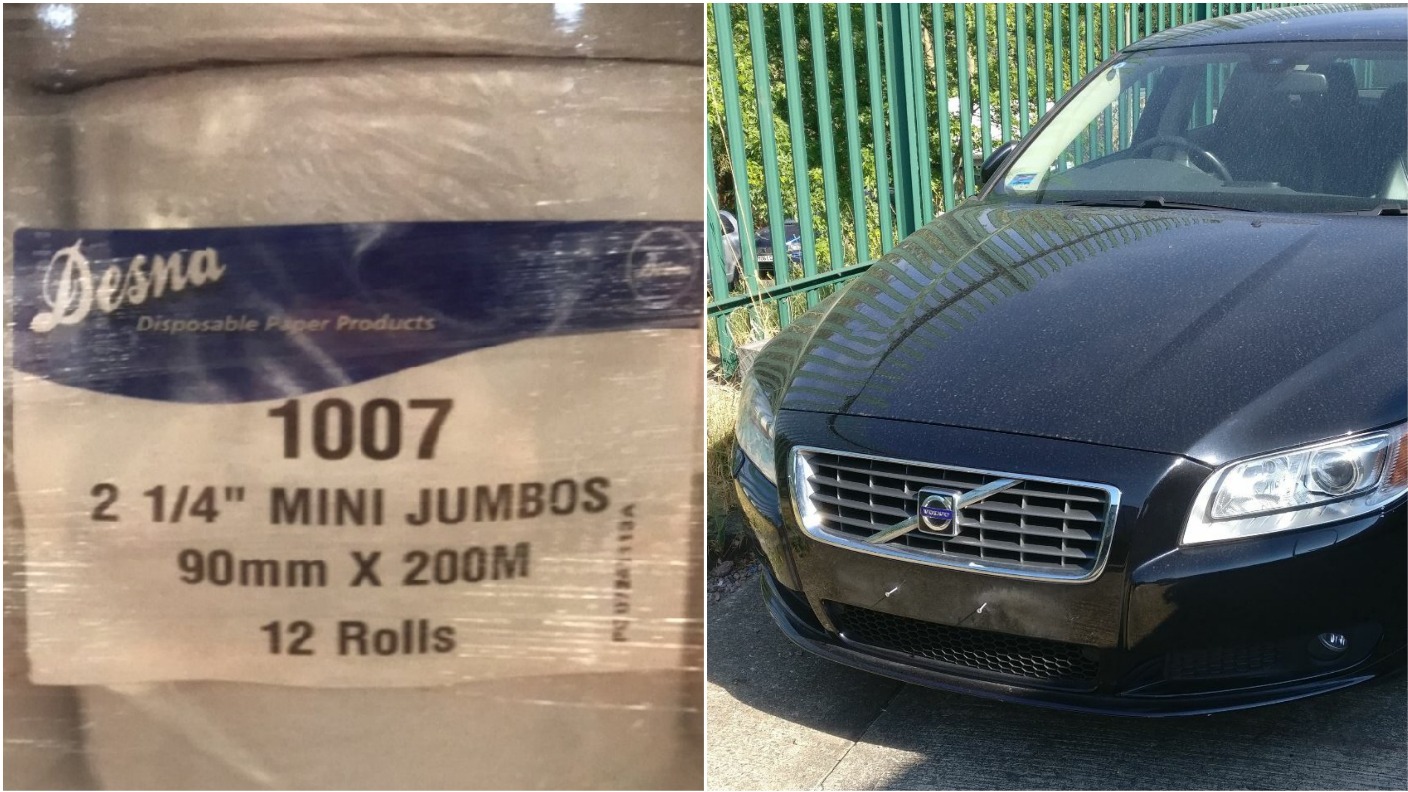 Desna
Disposable Paper Products
1007
2 1/4" MINI JUMBOS
90mm X 200M
12 Rolls
VOLVO